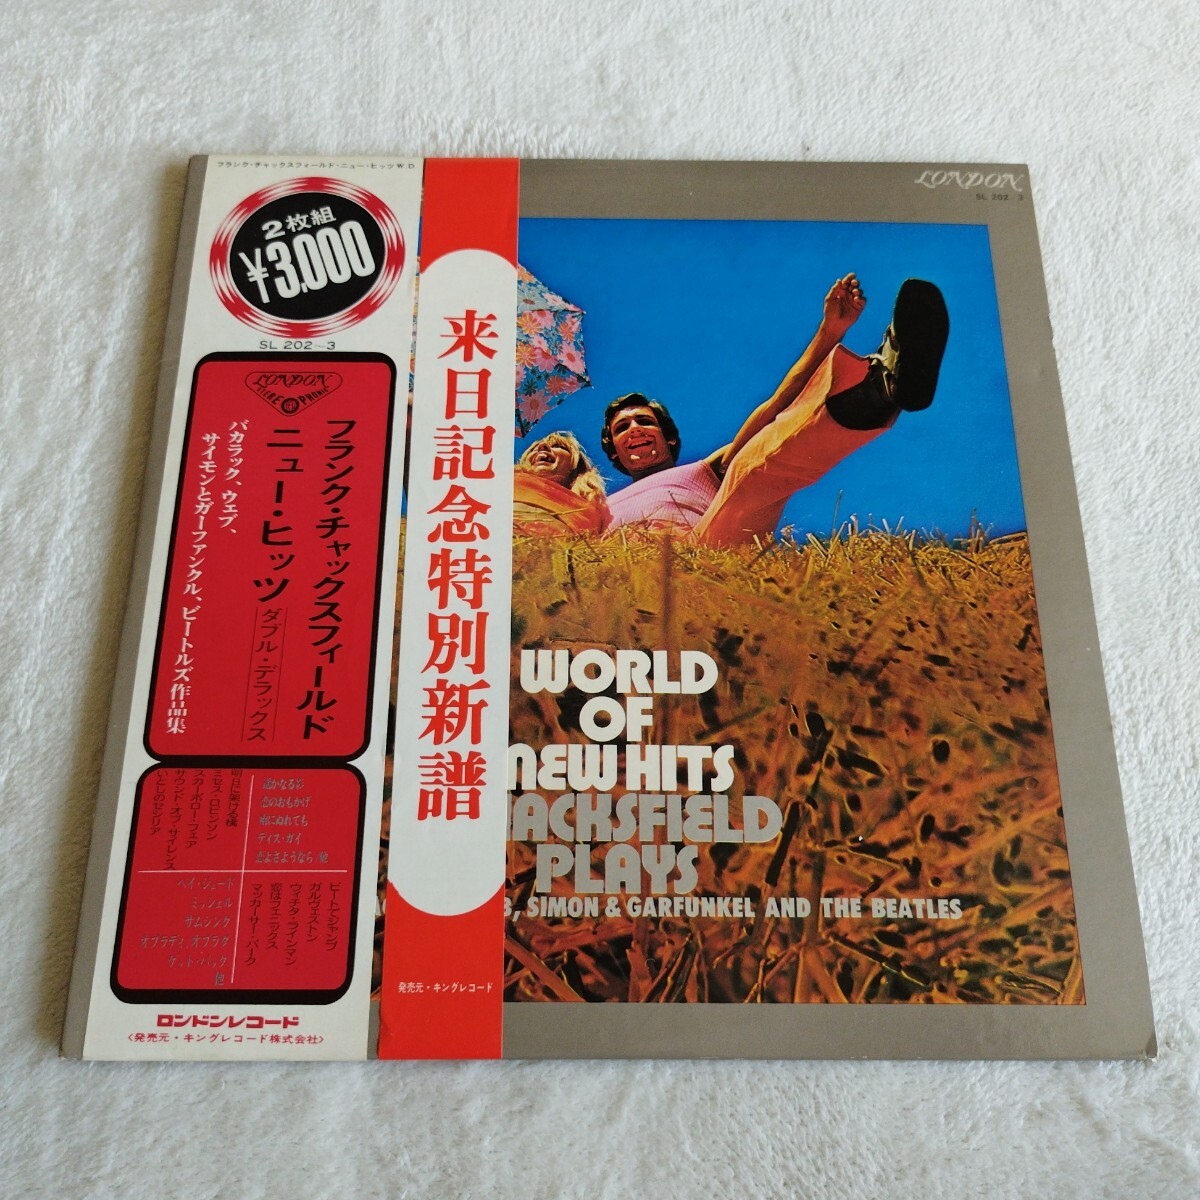 フランク・チャックスフィールド・ニュー・ヒッツ W.D.
2枚組
¥3,000
SL 202~3
LONDON
STEREOPHONIC
フランク・チャックスフィールド
ニュー・ヒッツ
ダブル・デラックス
バカラック、ウェブ、
サイモンとガーファンクル、ビートルズ作品集
遥かなる影
恋のおもかげ
雨にぬれても
ディス・ガイ
恋よさようなら/他
明日に架ける橋
ミセス・ロビンソン
スカーボロー・フェア
サウンド・オブ・サイレンス
いとしのセシリア
ヘイ・ジュード
ミッシェル
サムシング
オブラディ オブラダ
ゲット・バック
他
ビートでジャンプ
ガルヴェストン
ウィチタ・ラインマン
恋はフェニックス
マッカーサー・パーク
ロンドンレコード
<発売元・キングレコード株式会社>
来日記念特別新譜
発売元・キングレコード
LONDON
SL 202~3
WORLD
OF
NEW HITS
ACKSFIELD
PLAYS
B, SIMON & GARFUNKEL AND THE BEATLES